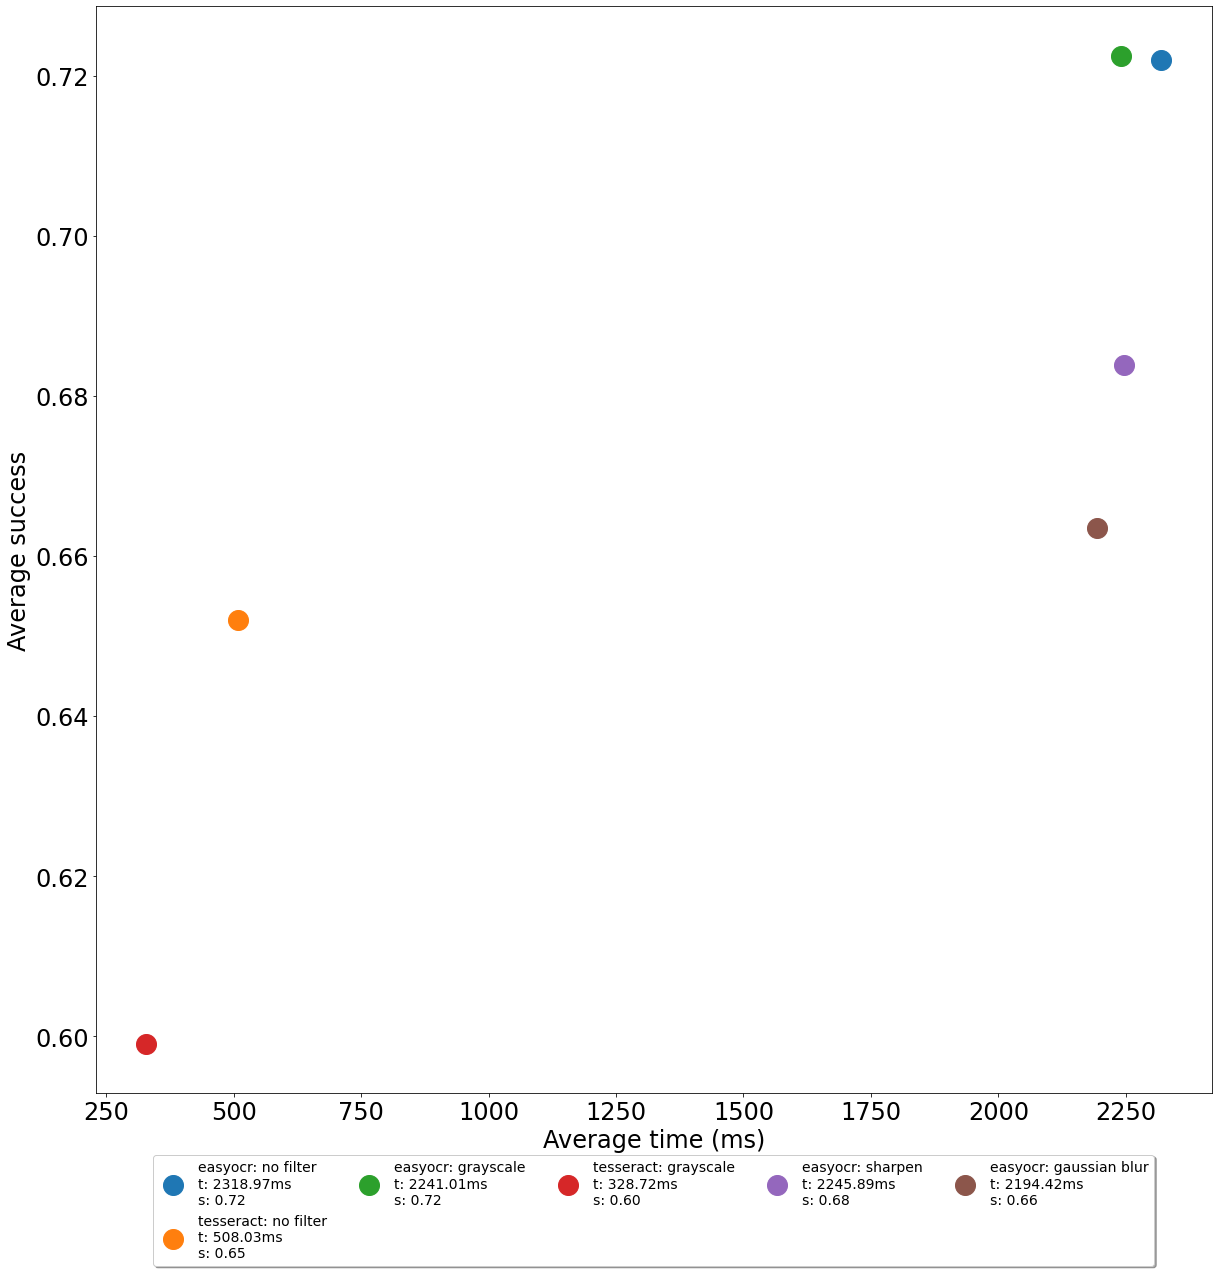 0.72
0.70
0.68
0.66
0.64
0.62
0.60
Average success
250 500 750 1000 1250 1500 1750 2000 2250
Average time (ms)
easyocr: no filter
t: 2318.97ms
s: 0.72
tesseract: no filter
t: 508.03ms
s: 0.65
easyocr: grayscale
t: 2241.01ms
s: 0.72
tesseract: grayscale
t: 328.72ms
s: 0.60
easyocr: sharpen
t: 2245.89ms
s: 0.68
easyocr: gaussian blur
t: 2194.42ms
s: 0.66